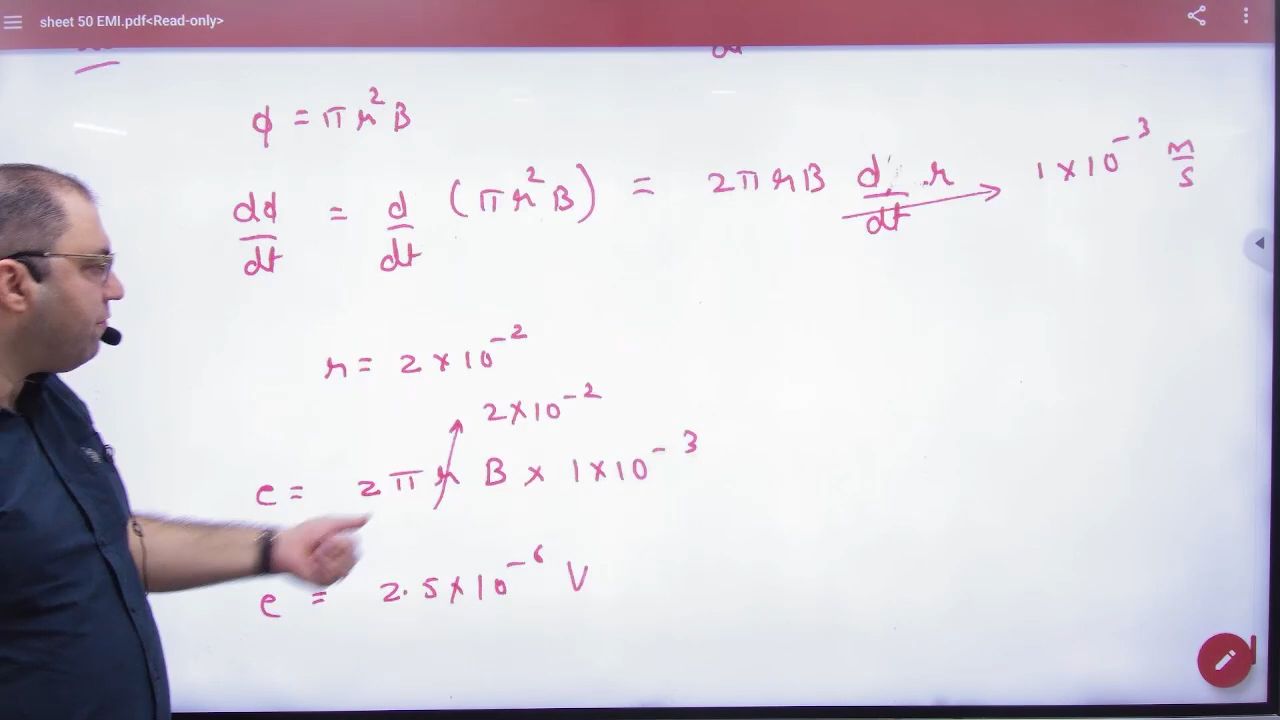 sheet 50 EMI.pdf<Read-only>
ϕ = πr²B
dϕ/dt = d/dt (πr²B) = 2πrB d/dt r → 1×10⁻³ m/s
r = 2×10⁻²
2×10⁻²
e = 2πr B × 1×10⁻³
e = 2.5×10⁻⁶ V